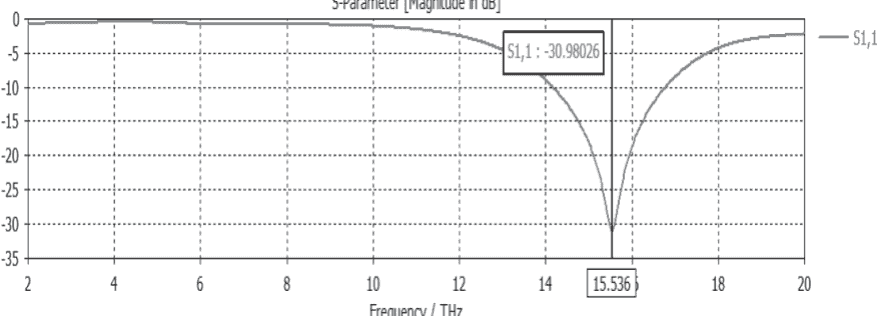 S-Parameter [Magnitude in dB]
0
-5
-10
-15
-20
-25
-30
-35
S1,1 : -30.98026
S1,1
2 4 6 8 10 12 14 15.536 18 20
Frequency / THz